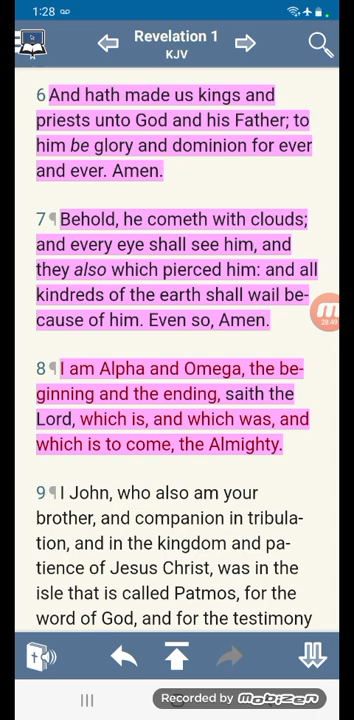 1:28
Revelation 1
KJV
6 And hath made us kings and
priests unto God and his Father; to
him be glory and dominion for ever
and ever. Amen.
7 ¶ Behold, he cometh with clouds;
and every eye shall see him, and
they also which pierced him: and all
kindreds of the earth shall wail be-
cause of him. Even so, Amen.
8 ¶ I am Alpha and Omega, the be-
ginning and the ending, saith the
Lord, which is, and which was, and
which is to come, the Almighty.
9 ¶ I John, who also am your
brother, and companion in tribula-
tion, and in the kingdom and pa-
tience of Jesus Christ, was in the
isle that is called Patmos, for the
word of God, and for the testimony
28:49
Recorded by Mobizen